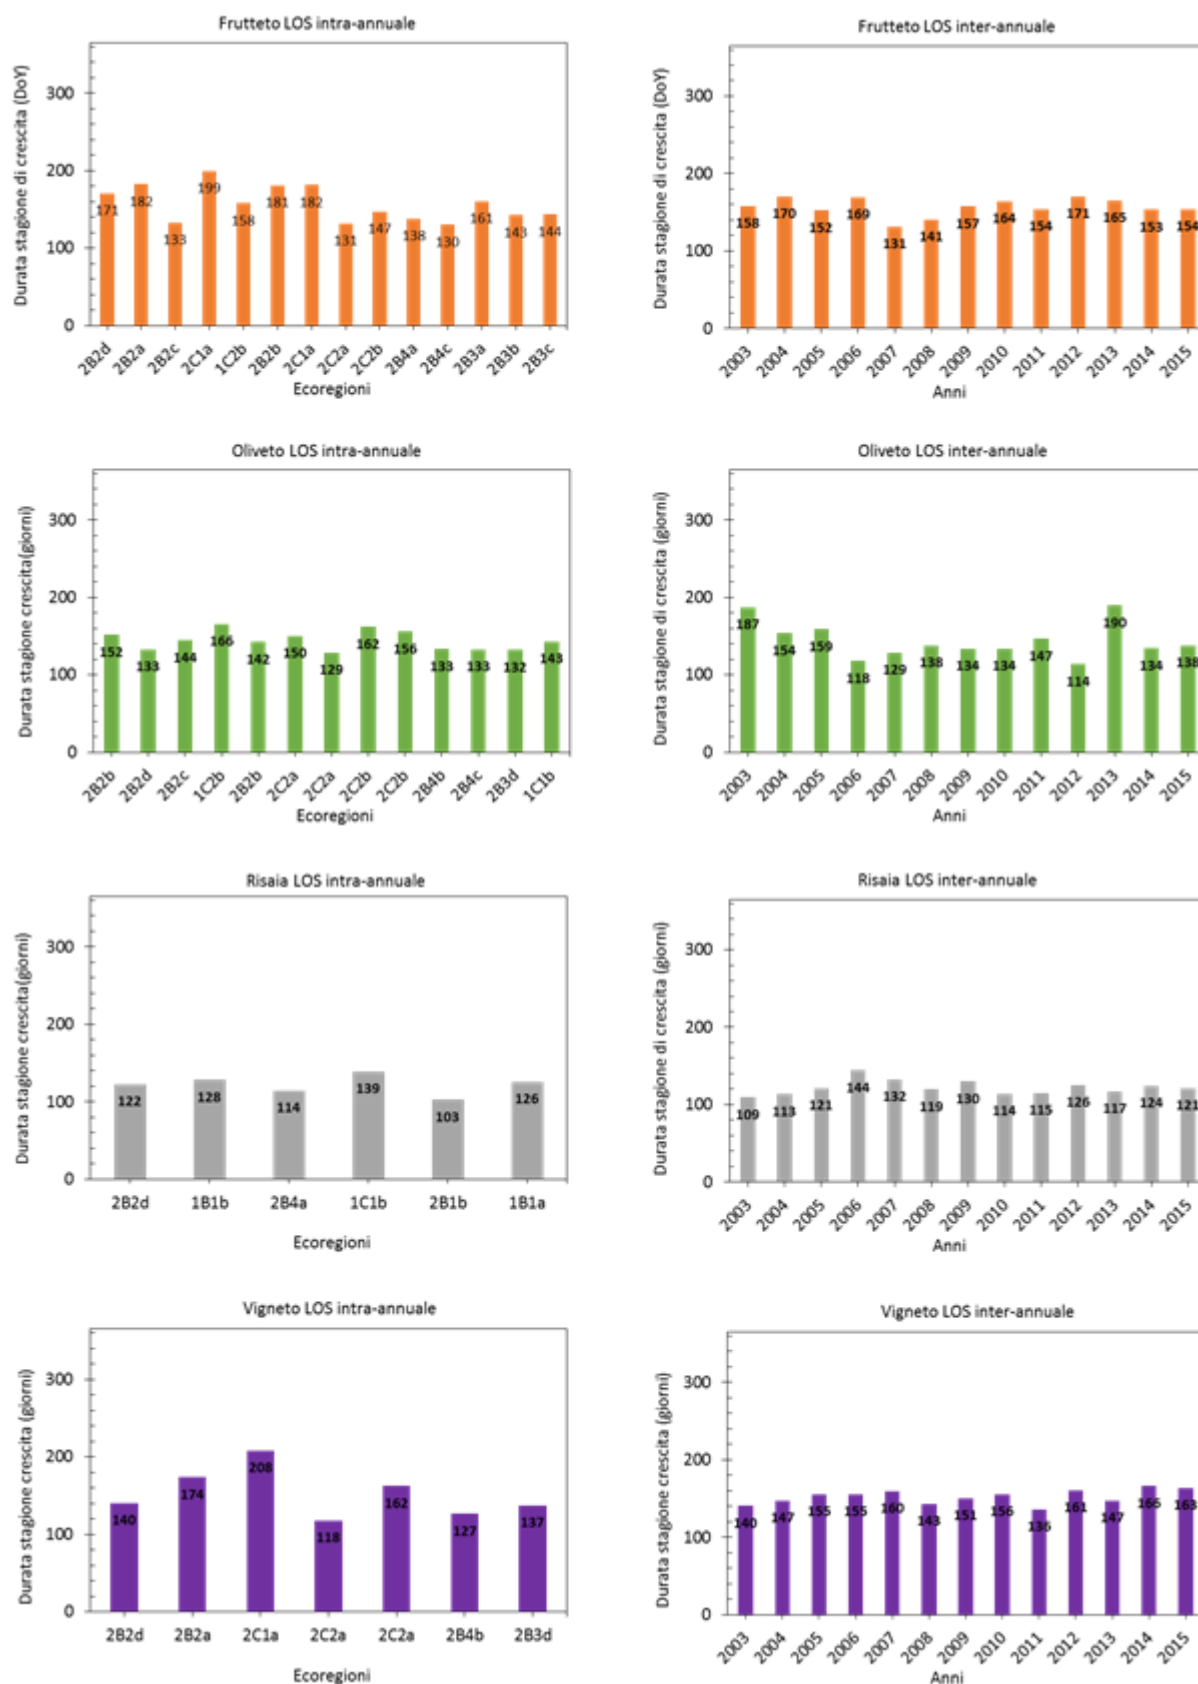 Frutteto LOS intra-annuale
Durata stagione di crescita (DoY)
300
200
100
0
171 182 133 199 158 181 182 131 147 138 130 161 143 144
2B2d 2B2a 2B2c 2C1a 1C2b 2B2b 2C1a 2C2a 2C2b 2B4a 2B4c 2B3a 2B3b 2B3c
Ecoregioni
Frutteto LOS inter-annuale
Durata stagione di crescita (DoY)
300
200
100
0
158 170 152 169 131 141 157 164 154 171 165 153 154
2003 2004 2005 2006 2007 2008 2009 2010 2011 2012 2013 2014 2015
Anni
Oliveto LOS intra-annuale
Durata stagione crescita(giorni)
300
200
100
0
152 133 144 166 142 150 129 162 156 133 133 132 143
2B2b 2B2d 2B2c 1C2b 2B2b 2C2a 2C2a 2C2b 2C2b 2B4b 2B4c 2B3d 1C1b
Ecoregioni
Oliveto LOS inter-annuale
Durata stagione di crescita (giorni)
300
200
100
0
187 154 159 118 129 138 134 134 147 114 190 134 138
2003 2004 2005 2006 2007 2008 2009 2010 2011 2012 2013 2014 2015
Anni
Risaia LOS intra-annuale
Durata stagione crescita(giorni)
300
200
100
0
122 128 114 139 103 126
2B2d 1B1b 2B4a 1C1b 2B1b 1B1a
Ecoregioni
Risaia LOS inter-annuale
Durata stagione di crescita (giorni)
300
200
100
0
109 113 121 144 132 119 130 114 115 126 117 124 121
2003 2004 2005 2006 2007 2008 2009 2010 2011 2012 2013 2014 2015
Anni
Vigneto LOS intra-annuale
Durata stagione crescita (giorni)
300
200
100
0
140 174 208 118 162 127 137
2B2d 2B2a 2C1a 2C2a 2C2a 2B4b 2B3d
Ecoregioni
Vigneto LOS inter-annuale
Durata stagione di crescita (giorni)
300
200
100
0
140 147 155 155 160 143 151 156 136 161 147 166 163
2003 2004 2005 2006 2007 2008 2009 2010 2011 2012 2013 2014 2015
Anni